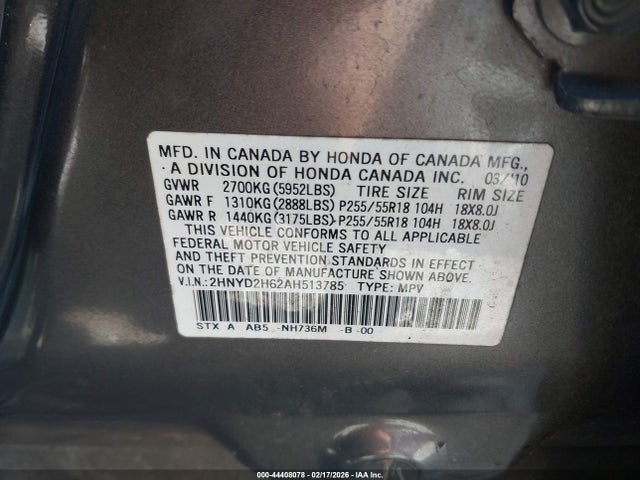 MFD. IN CANADA BY HONDA OF CANADA MFG.,
A DIVISION OF HONDA CANADA INC. 03/'10
GVWR 2700KG(5952LBS) TIRE SIZE RIM SIZE
GAWR F 1310KG(2888LBS) P255/55R18 104H 18X8.0J
GAWR R 1440KG(3175LBS)-P255/55R18 104H 18X8.0J
THIS VEHICLE CONFORMS TO ALL APPLICABLE
FEDERAL MOTOR VEHICLE SAFETY
AND THEFT PREVENTION STANDARDS IN EFFECT
ON THE DATE OF MANUFACTURE SHOWN ABOVE.
V.I.N.: 2HNYD2H62AH513785 TYPE: MPV
STX A AB5 NH736M -B-00
000-44408078 - 02/17/2026 - IAA Inc.